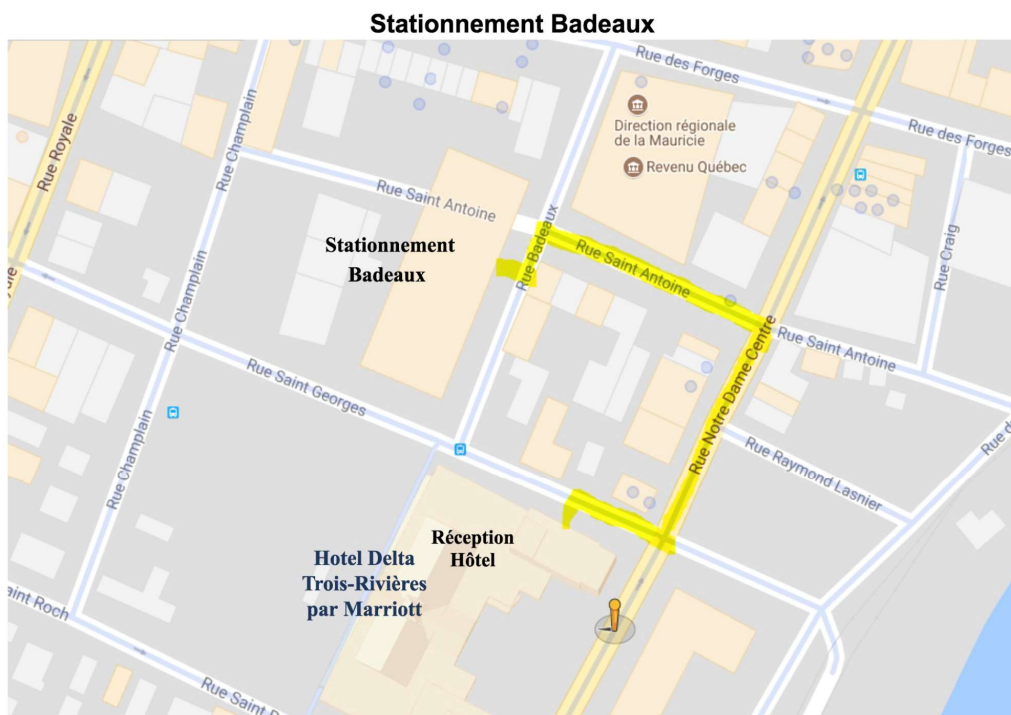 Stationnement Badeaux
Rue des Forges
Rue des Forges
Direction régionale
de la Mauricie
Revenu Québec
Rue Royale
Rue Champlain
Rue Saint Antoine
Rue Badeaux
Stationnement
Badeaux
Rue Saint Antoine
Rue Craig
Rue Champlain
Rue Notre Dame Centre
Rue Saint Antoine
Rue Saint Georges
Rue Champlain
Rue Raymond Lasnier
Réception
Hôtel
Hotel Delta
Trois-Rivières
par Marriott
aint Roch
Rue Saint